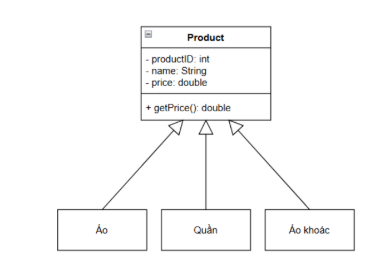 Product
- productID: int
- name: String
- price: double
+ getPrice(): double
Áo
Quần
Áo khoác